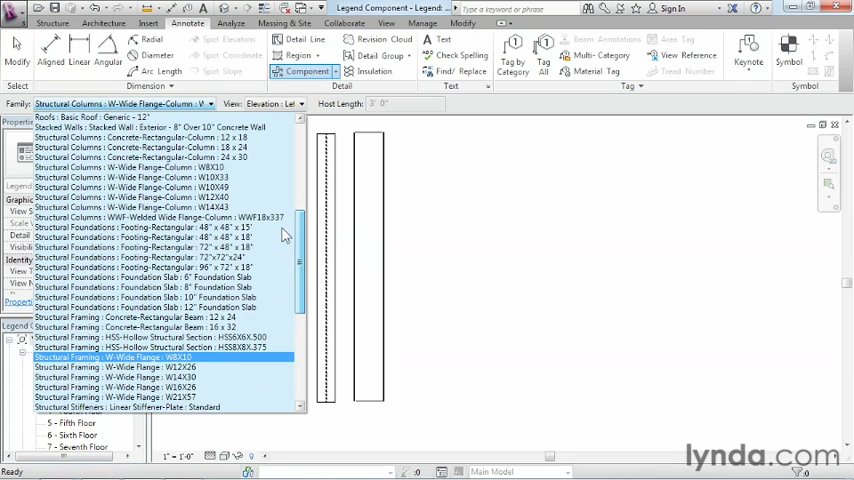 Legend Component - Legend: ...
Type a keyword or phrase
Sign In
Structure Architecture Insert Annotate Analyze Massing & Site Collaborate View Manage Modify
Modify
Aligned Linear Angular
Radial
Diameter
Arc Length
Spot Elevation
Spot Coordinate
Spot Slope
Detail Line
Region
Component
Revision Cloud
Detail Group
Insulation
Text
Check Spelling
Find/ Replace
Tag by Category
Tag All
Multi- Category
Material Tag
Beam Annotations
Area Tag
View Reference
Tread Number
Keynote
Symbol
Select Dimension Detail Text Tag Symbol
Family: Structural Columns : W-Wide Flange-Column : W View: Elevation : Lef Host Length: 3' 0"
Properties
Roofs : Basic Roof : Generic - 12"
Stacked Walls : Stacked Wall : Exterior - 8" Over 10" Concrete Wall
Structural Columns : Concrete-Rectangular-Column : 12 x 18
Structural Columns : Concrete-Rectangular-Column : 18 x 24
Structural Columns : Concrete-Rectangular-Column : 24 x 30
Structural Columns : W-Wide Flange-Column : W8X10
Structural Columns : W-Wide Flange-Column : W10X33
Structural Columns : W-Wide Flange-Column : W10X49
Structural Columns : W-Wide Flange-Column : W12X40
Structural Columns : W-Wide Flange-Column : W14X43
Structural Columns : WWF-Welded Wide Flange-Column : WWF18x337
Structural Foundations : Footing-Rectangular : 48" x 48" x 15"
Structural Foundations : Footing-Rectangular : 48" x 48" x 18"
Structural Foundations : Footing-Rectangular : 72" x 48" x 18"
Structural Foundations : Footing-Rectangular : 72"x72"x24"
Structural Foundations : Footing-Rectangular : 96" x 72" x 18"
Structural Foundations : Foundation Slab : 6" Foundation Slab
Structural Foundations : Foundation Slab : 8" Foundation Slab
Structural Foundations : Foundation Slab : 10" Foundation Slab
Structural Foundations : Foundation Slab : 12" Foundation Slab
Structural Framing : Concrete-Rectangular Beam : 12 x 24
Structural Framing : Concrete-Rectangular Beam : 16 x 32
Structural Framing : HSS-Hollow Structural Section : HSS6X6X.500
Structural Framing : HSS-Hollow Structural Section : HSS8X8X.375
Structural Framing : W-Wide Flange : W8X10
Structural Framing : W-Wide Flange : W12X26
Structural Framing : W-Wide Flange : W14X30
Structural Framing : W-Wide Flange : W16X26
Structural Framing : W-Wide Flange : W21X57
Structural Stiffeners : Linear Stiffener-Plate : Standard
Legend
Graphic
View S
Detail
Identity
Properti
Legend C
5 - Fifth Floor
6 - Sixth Floor
7 - Seventh Floor
1" = 1'-0"
Ready
:0 Main Model :0
lynda.com